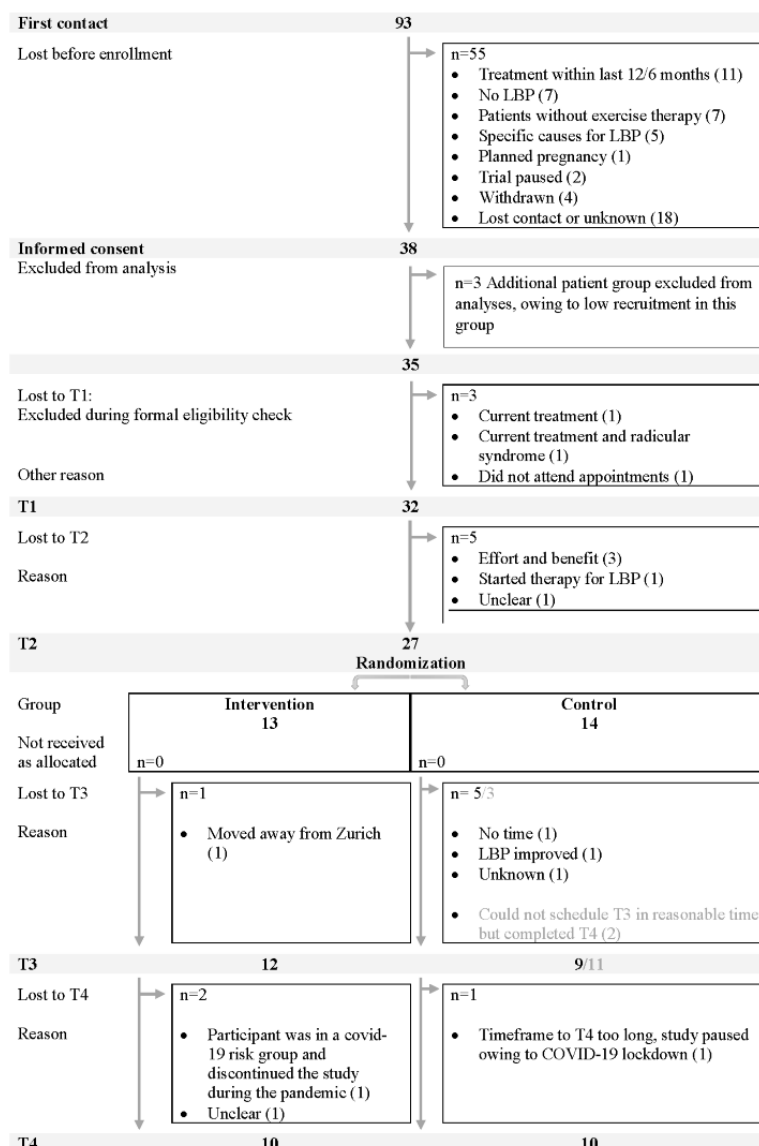 First contact 93
Lost before enrollment
n=55
• Treatment within last 12/6 months (11)
• No LBP (7)
• Patients without exercise therapy (7)
• Specific causes for LBP (5)
• Planned pregnancy (1)
• Trial paused (2)
• Withdrawn (4)
• Lost contact or unknown (18)
Informed consent 38
Excluded from analysis
n=3 Additional patient group excluded from
analyses, owing to low recruitment in this
group
35
Lost to T1:
Excluded during formal eligibility check
Other reason
n=3
• Current treatment (1)
• Current treatment and radicular
syndrome (1)
• Did not attend appointments (1)
T1 32
Lost to T2
Reason
n=5
• Effort and benefit (3)
• Started therapy for LBP (1)
• Unclear (1)
T2 27
Randomization
Group
Intervention
13
Control
14
Not received
as allocated
n=0
n=0
Lost to T3
Reason
n=1
• Moved away from Zurich
(1)
n= 5/3
• No time (1)
• LBP improved (1)
• Unknown (1)
• Could not schedule T3 in reasonable time
but completed T4 (2)
T3 12 9/11
Lost to T4
Reason
n=2
• Participant was in a covid-
19 risk group and
discontinued the study
during the pandemic (1)
• Unclear (1)
n=1
• Timeframe to T4 too long, study paused
owing to COVID-19 lockdown (1)
T4 10 10